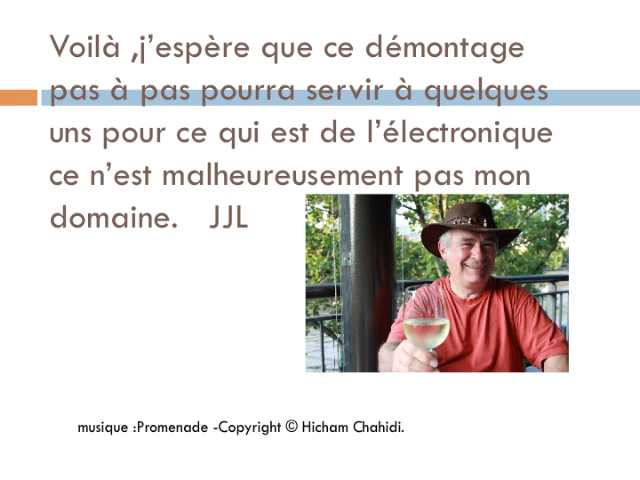 Voilà ,j’espère que ce démontage
pas à pas pourra servir à quelques
uns pour ce qui est de l’électronique
ce n’est malheureusement pas mon
domaine. JJL
musique :Promenade -Copyright © Hicham Chahidi.